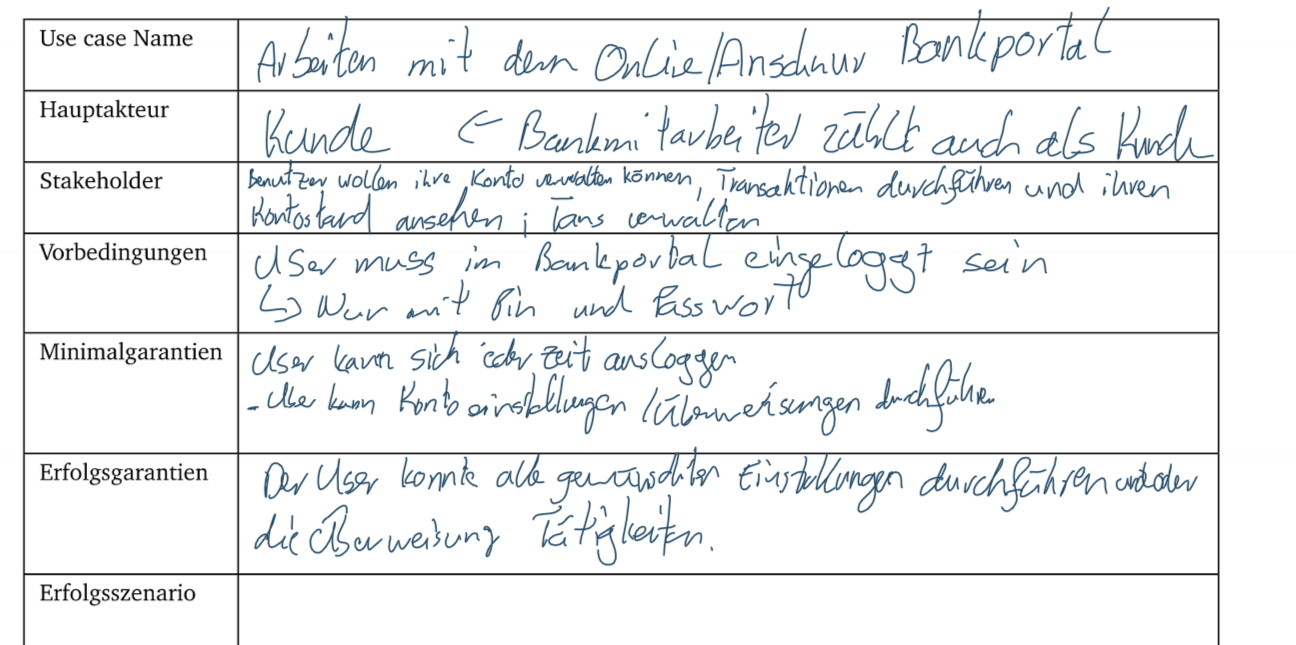 Use case Name
Arbeiten mit dem Onlie/Anschnur Bankportal
Hauptakteur
Kunde ← Bankmitarbeiter zählt auch als Kunde
Stakeholder
Benutzer wollen ihre Konto verwalten können, Transaktionen durchführen und ihren
Kontostand ansehen ; Tans verwalten
Vorbedingungen
User muss im Bankportal eingeloggt sein
↳ Nur mit Pin und Passwort
Minimalgarantien
User kann sich jeder Zeit ausloggen
- User kann Kontoeinstellungen / Überweisungen durchführen
Erfolgsgarantien
Der User konnte alle gewünschten Einstellungen durchführen und oder
die Überweisung Tätigkeiten.
Erfolgsszenario